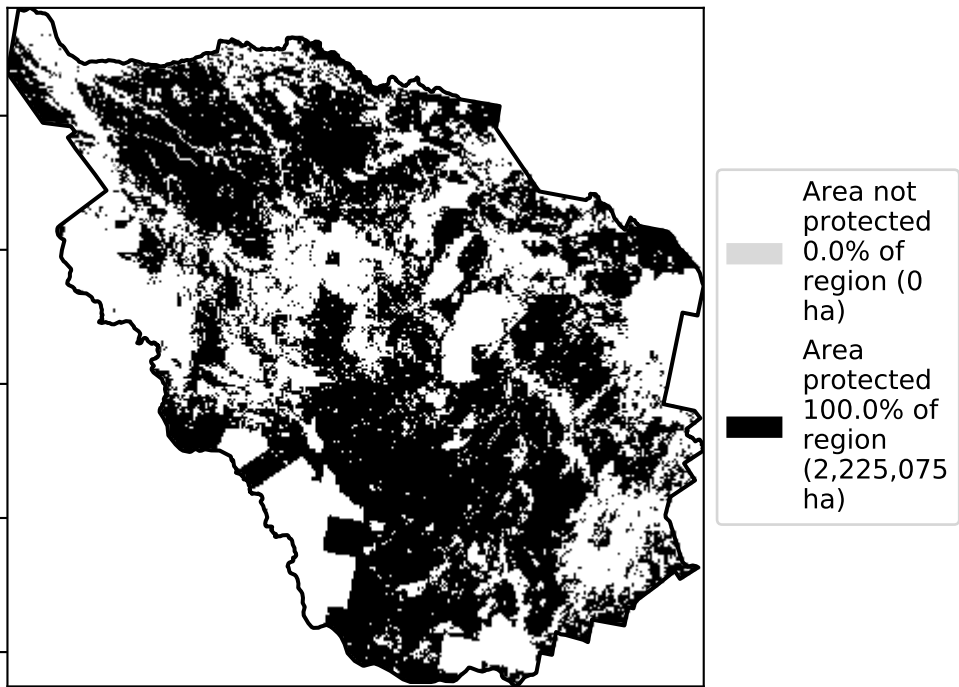 Area not
protected
0.0% of
region (0
ha)
Area
protected
100.0% of
region
(2,225,075
ha)